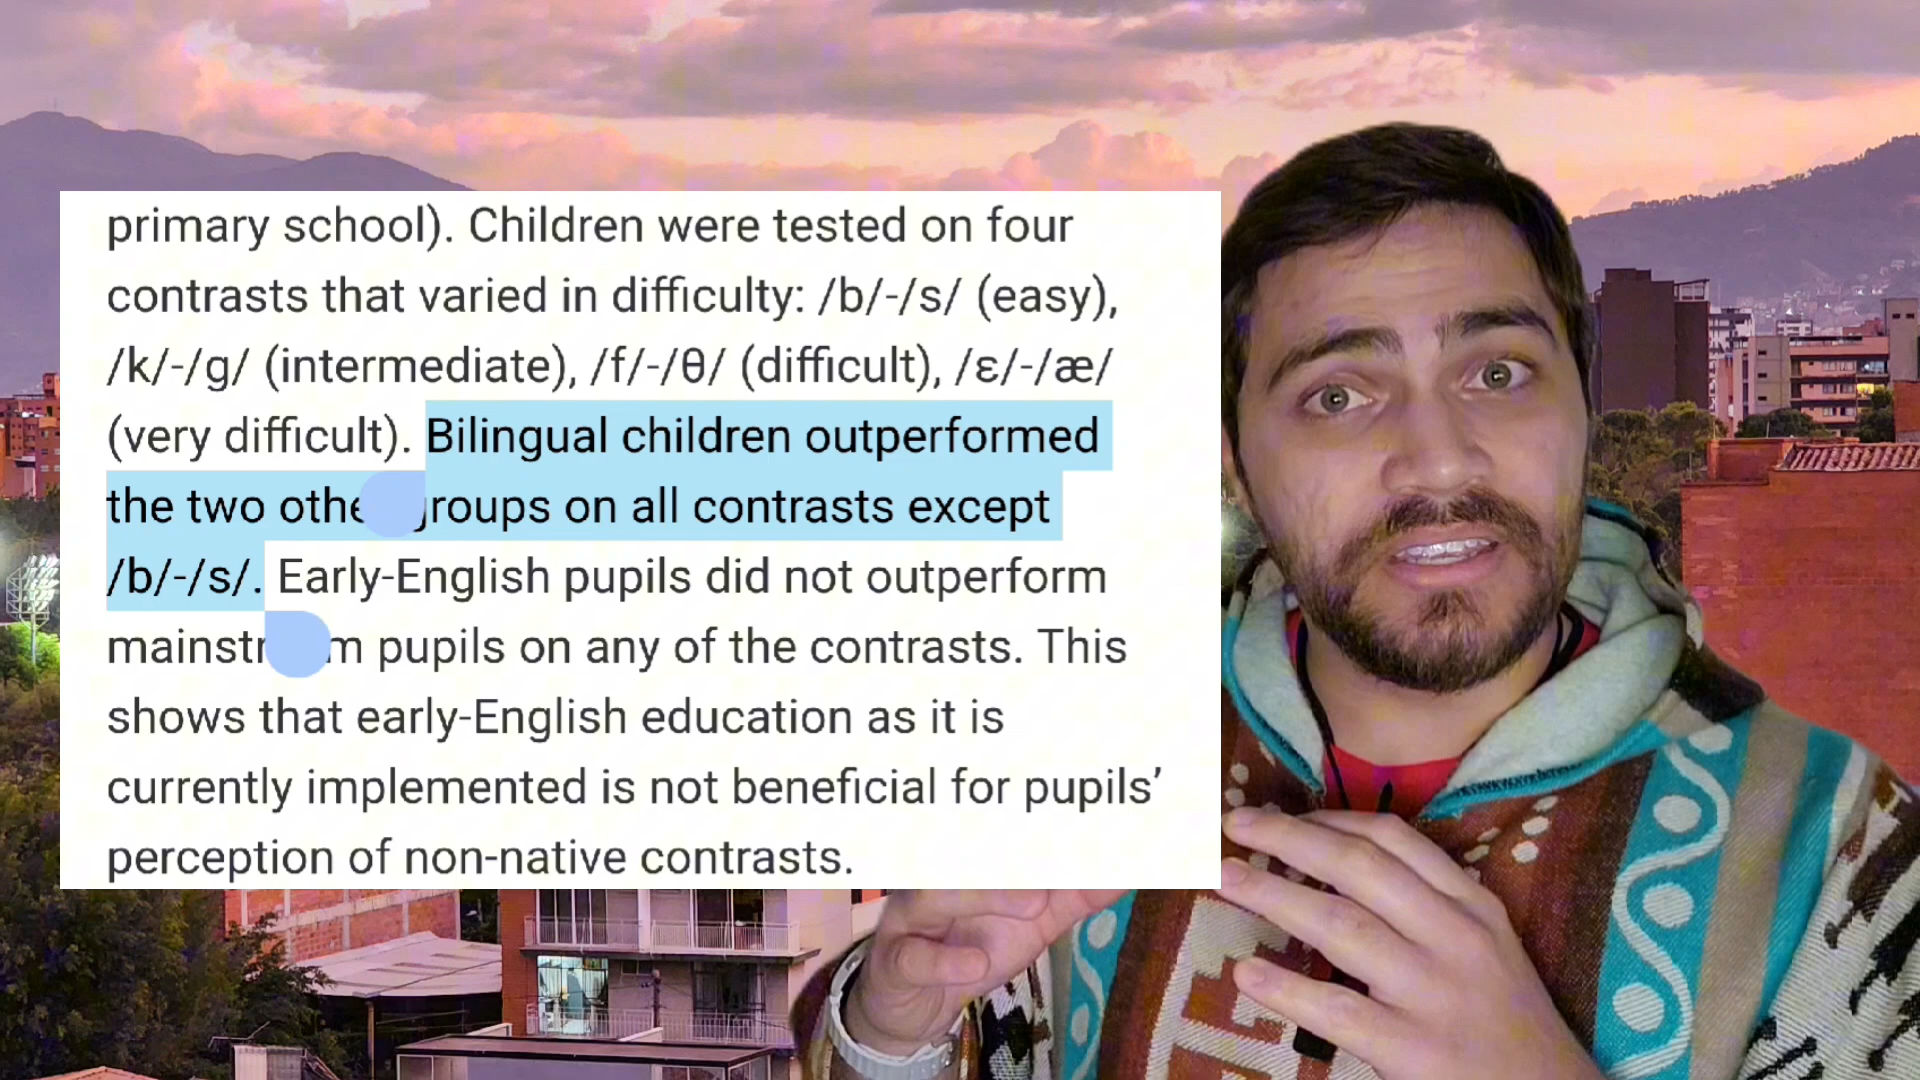 primary school). Children were tested on four
contrasts that varied in difficulty: /b/-/s/ (easy),
/k/-/g/ (intermediate), /f/-/θ/ (difficult), /ɛ/-/æ/
(very difficult). Bilingual children outperformed
the two other groups on all contrasts except
/b/-/s/. Early-English pupils did not outperform
mainstream pupils on any of the contrasts. This
shows that early-English education as it is
currently implemented is not beneficial for pupils’
perception of non-native contrasts.